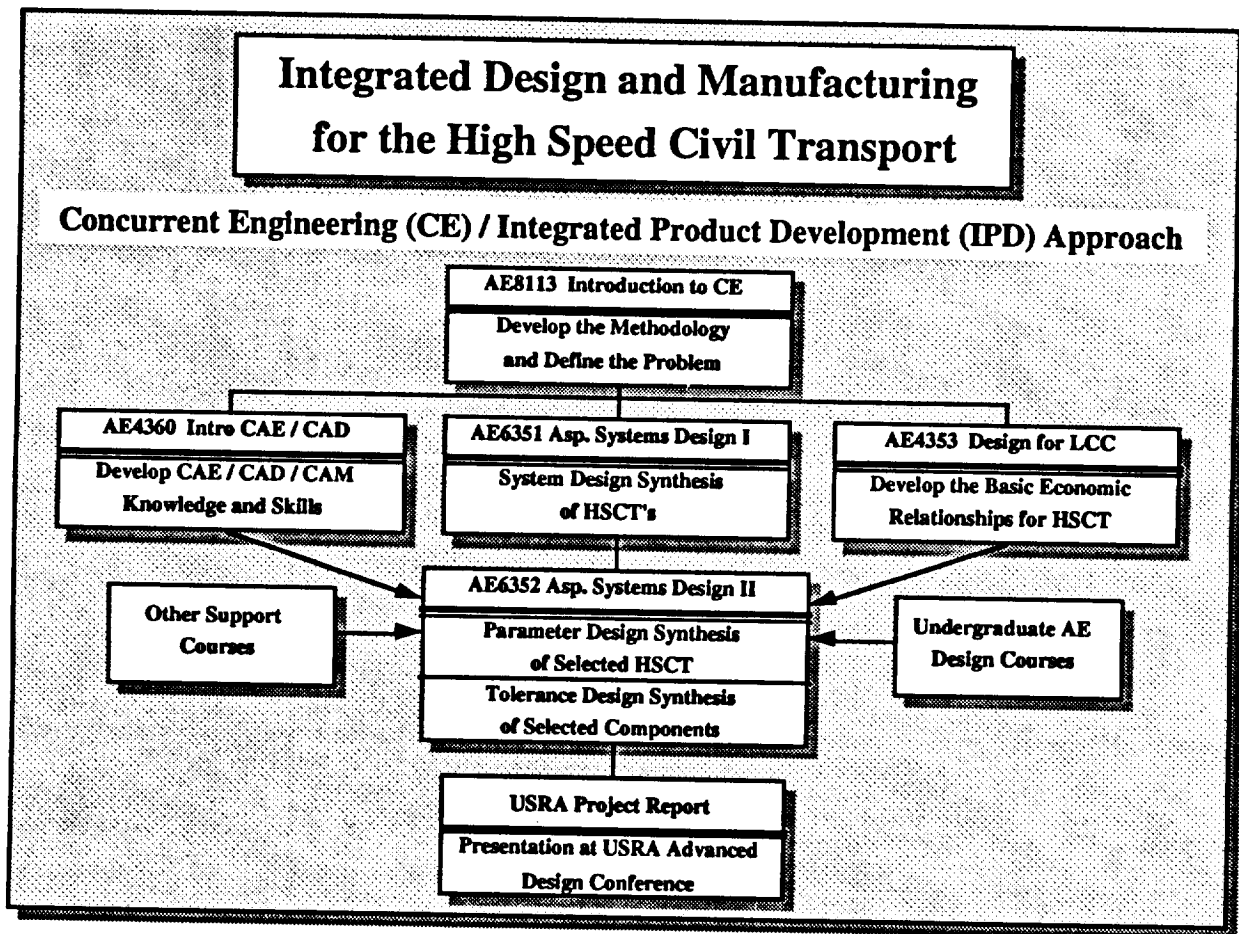 Integrated Design and Manufacturing
for the High Speed Civil Transport
Concurrent Engineering (CE) / Integrated Product Development (IPD) Approach
AE8113 Introduction to CE
Develop the Methodology
and Define the Problem
AE4360 Intro CAE / CAD
Develop CAE / CAD / CAM
Knowledge and Skills
AE6351 Asp. Systems Design I
System Design Synthesis
of HSCT's
AE4353 Design for LCC
Develop the Basic Economic
Relationships for HSCT
Other Support
Courses
AE6352 Asp. Systems Design II
Parameter Design Synthesis
of Selected HSCT
Tolerance Design Synthesis
of Selected Components
Undergraduate AE
Design Courses
USRA Project Report
Presentation at USRA Advanced
Design Conference